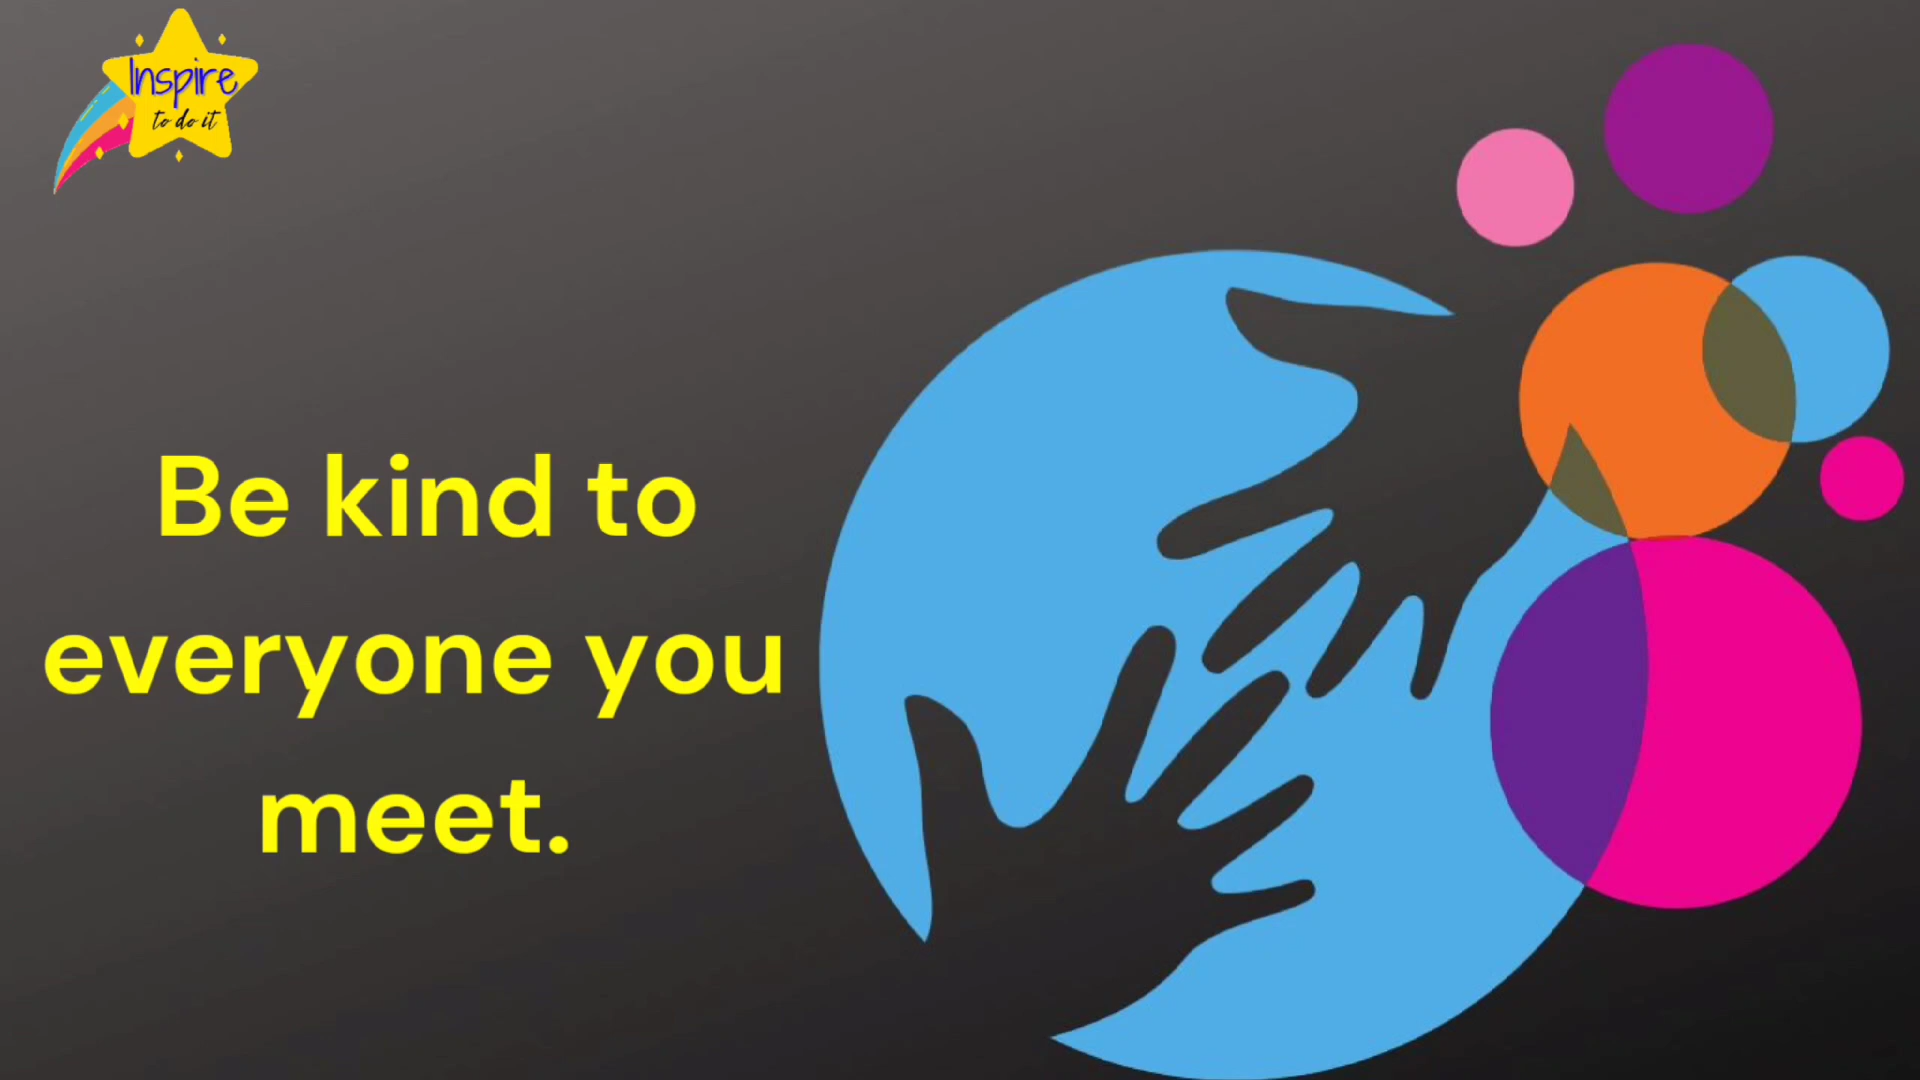 Inspire
to do it
Be kind to
everyone you
meet.